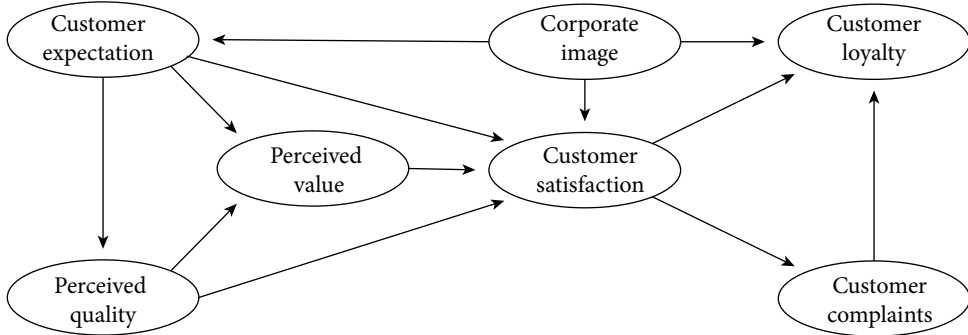 Customer
expectation
Corporate
image
Customer
loyalty
Perceived
value
Customer
satisfaction
Perceived
quality
Customer
complaints